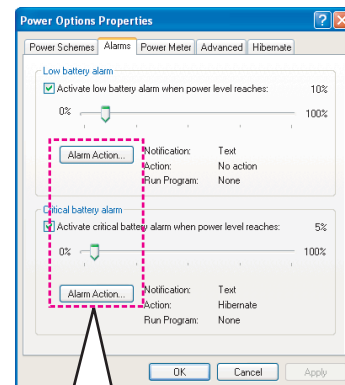 Power Options Properties
Power Schemes Alarms Power Meter Advanced Hibernate
Low battery alarm
Activate low battery alarm when power level reaches: 10%
0% 100%
Alarm Action... Notification: Text
Action: No action
Run Program: None
Critical battery alarm
Activate critical battery alarm when power level reaches: 5%
0% 100%
Alarm Action... Notification: Text
Action: Hibernate
Run Program: None
OK Cancel Apply